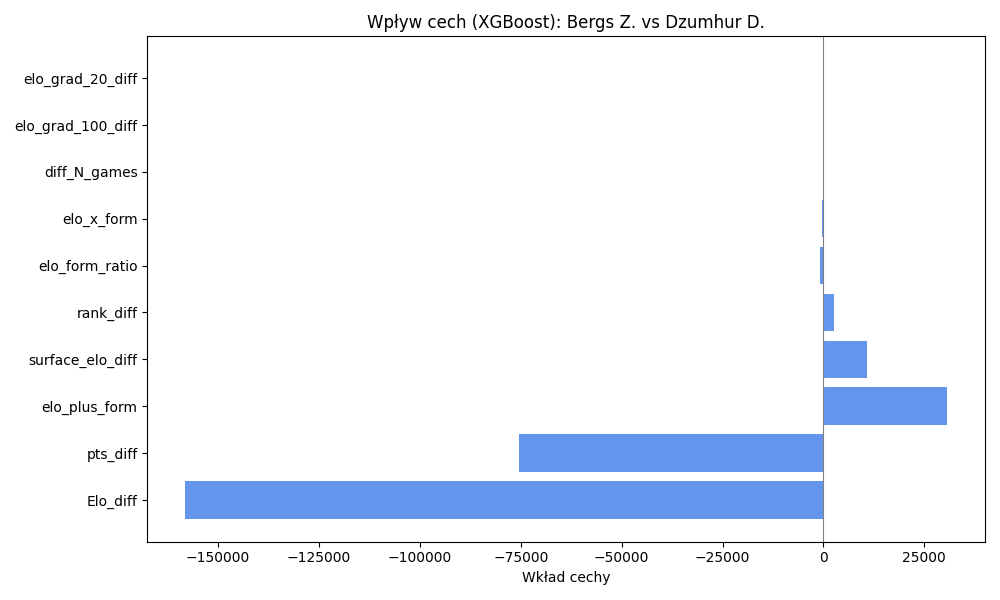 Wpływ cech (XGBoost): Bergs Z. vs Dzumhur D.
elo_grad_20_diff
elo_grad_100_diff
diff_N_games
elo_x_form
elo_form_ratio
rank_diff
surface_elo_diff
elo_plus_form
pts_diff
Elo_diff
−150000 −125000 −100000 −75000 −50000 −25000 0 25000
Wkład cechy